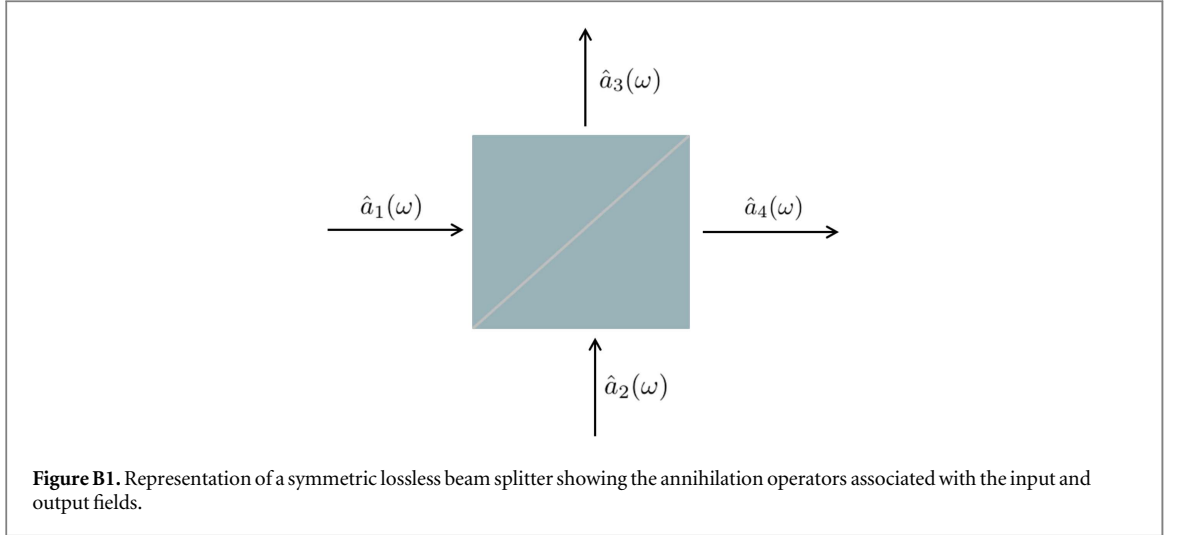 â₃(ω)
â₁(ω)
â₄(ω)
â₂(ω)
Figure B1. Representation of a symmetric lossless beam splitter showing the annihilation operators associated with the input and
output fields.